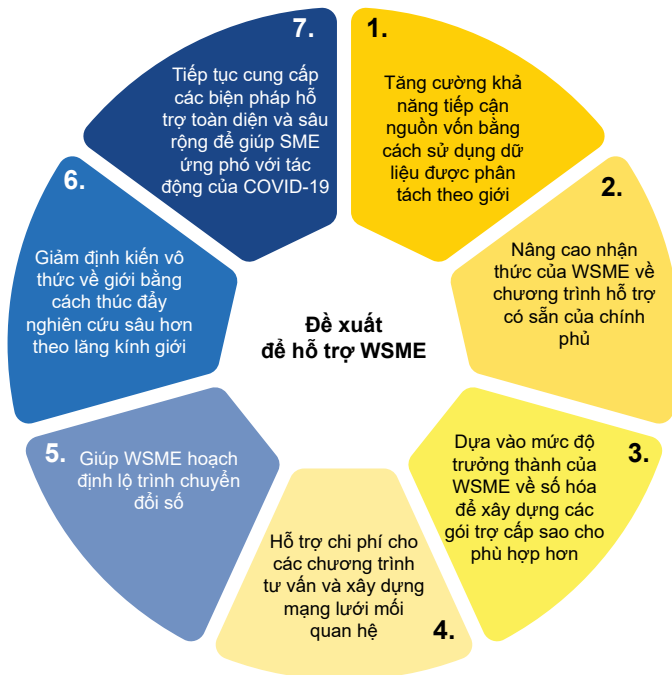 Đề xuất
để hỗ trợ WSME
1.
Tăng cường khả
năng tiếp cận
nguồn vốn bằng
cách sử dụng dữ
liệu được phân
tách theo giới
2.
Nâng cao nhận
thức của WSME về
chương trình hỗ trợ
có sẵn của chính
phủ
3.
Dựa vào mức độ
trưởng thành của
WSME về số hóa
để xây dựng các
gói trợ cấp sao cho
phù hợp hơn
4.
Hỗ trợ chi phí cho
các chương trình
tư vấn và xây dựng
mạng lưới mối
quan hệ
5.
Giúp WSME hoạch
định lộ trình chuyển
đổi số
6.
Giảm định kiến vô
thức về giới bằng
cách thúc đẩy
nghiên cứu sâu hơn
theo lăng kính giới
7.
Tiếp tục cung cấp
các biện pháp hỗ
trợ toàn diện và sâu
rộng để giúp SME
ứng phó với tác
động của COVID-19